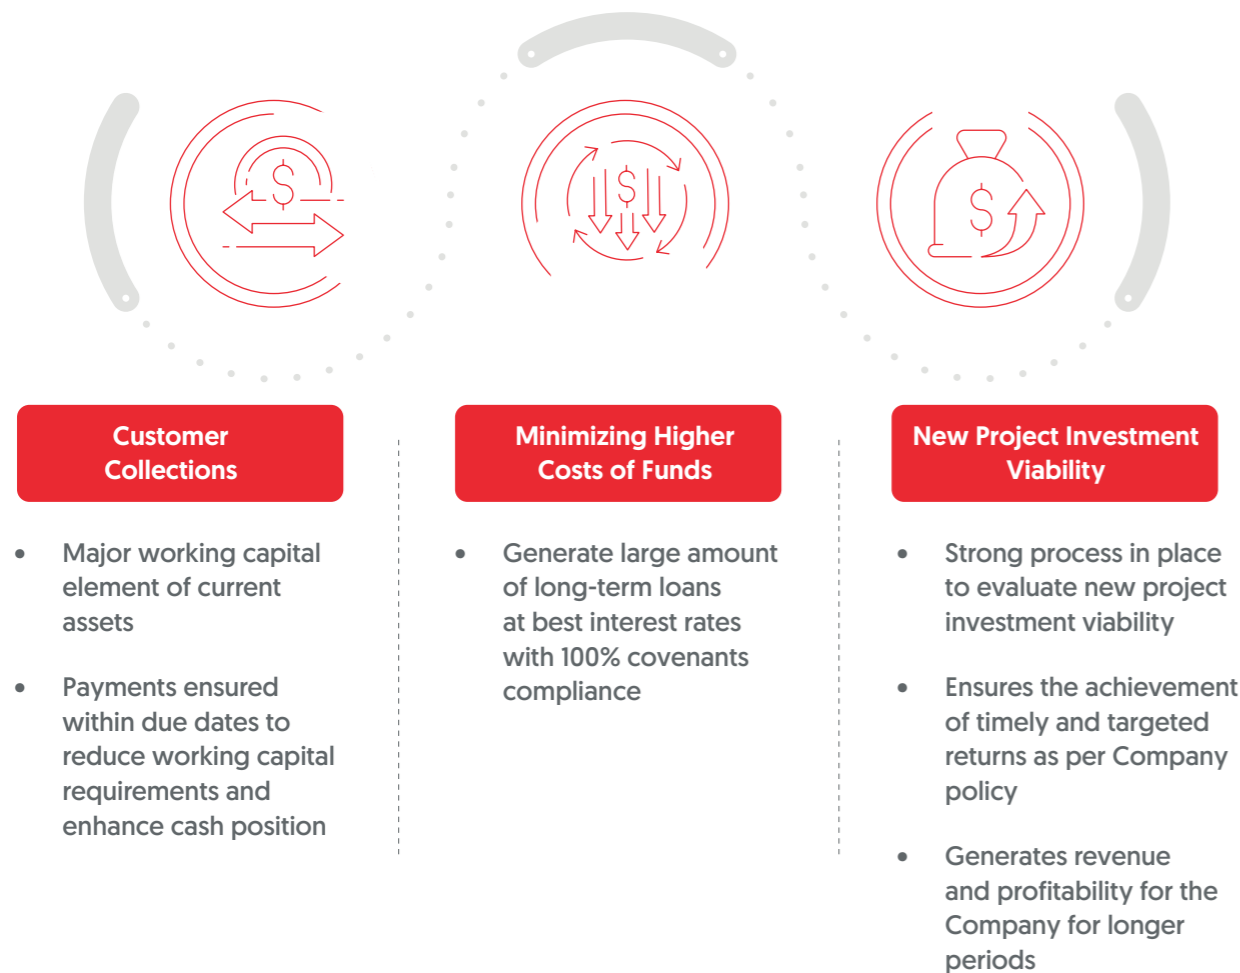 Customer
Collections
• Major working capital
element of current
assets
• Payments ensured
within due dates to
reduce working capital
requirements and
enhance cash position
Minimizing Higher
Costs of Funds
• Generate large amount
of long-term loans
at best interest rates
with 100% covenants
compliance
New Project Investment
Viability
• Strong process in place
to evaluate new project
investment viability
• Ensures the achievement
of timely and targeted
returns as per Company
policy
• Generates revenue
and profitability for the
Company for longer
periods
$
$
$